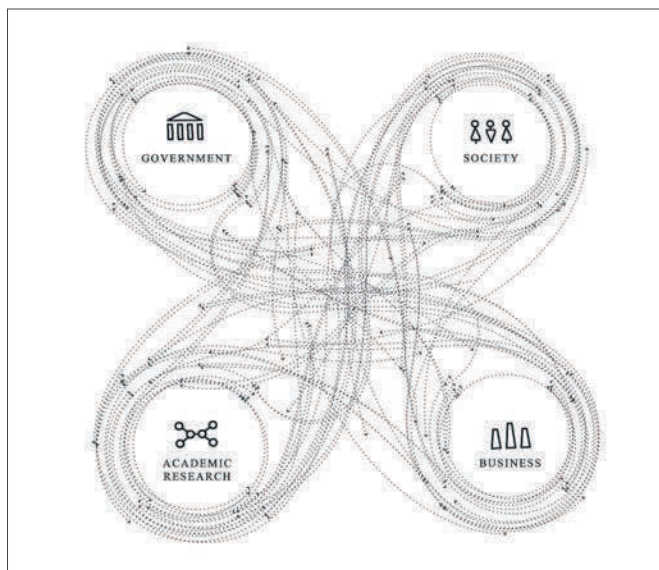 GOVERNMENT
SOCIETY
ACADEMIC
RESEARCH
BUSINESS